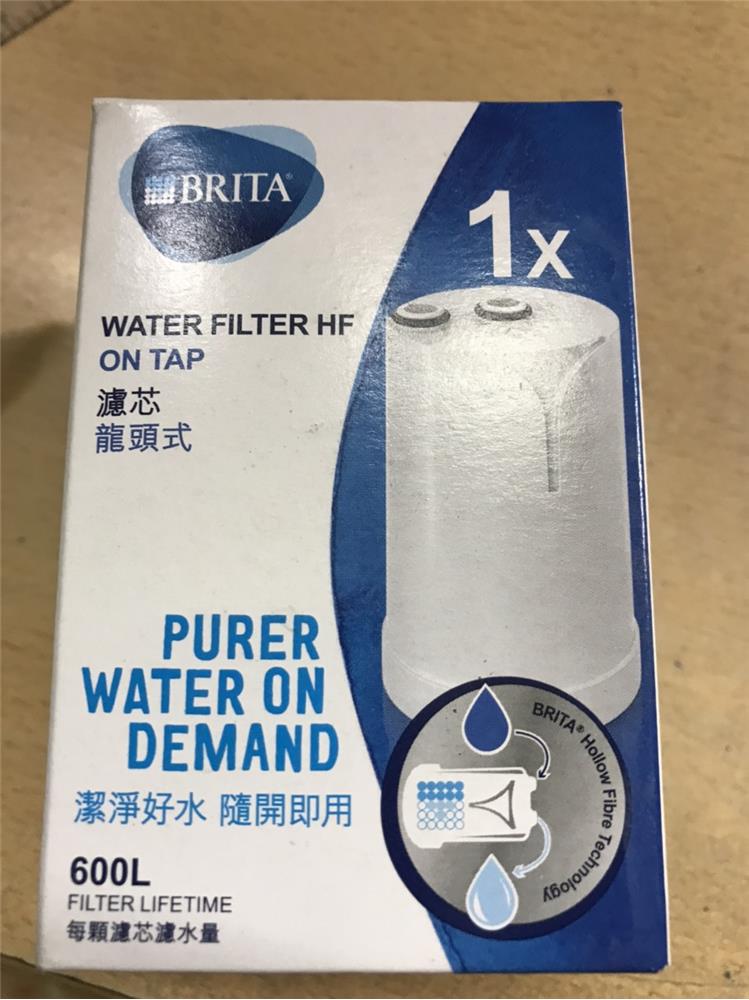 BRITA®
1x
WATER FILTER HF
ON TAP
濾芯
龍頭式
PURER
WATER ON
DEMAND
潔淨好水 隨開即用
600L
FILTER LIFETIME
每顆濾芯濾水量
BRITA® Hollow Fibre Technology